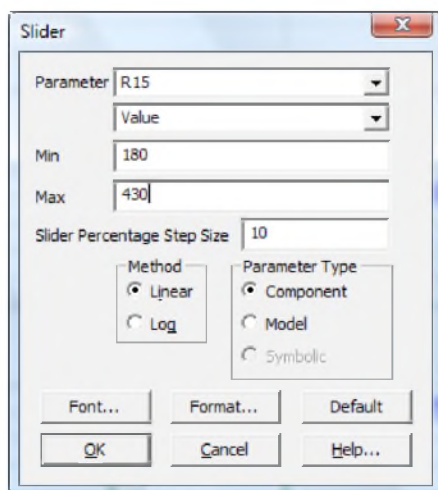 Slider
Parameter R15
Value
Min 180
Max 430
Slider Percentage Step Size 10
Method Parameter Type
Linear Component
Log Model
Symbolic
Font... Format... Default
OK Cancel Help...